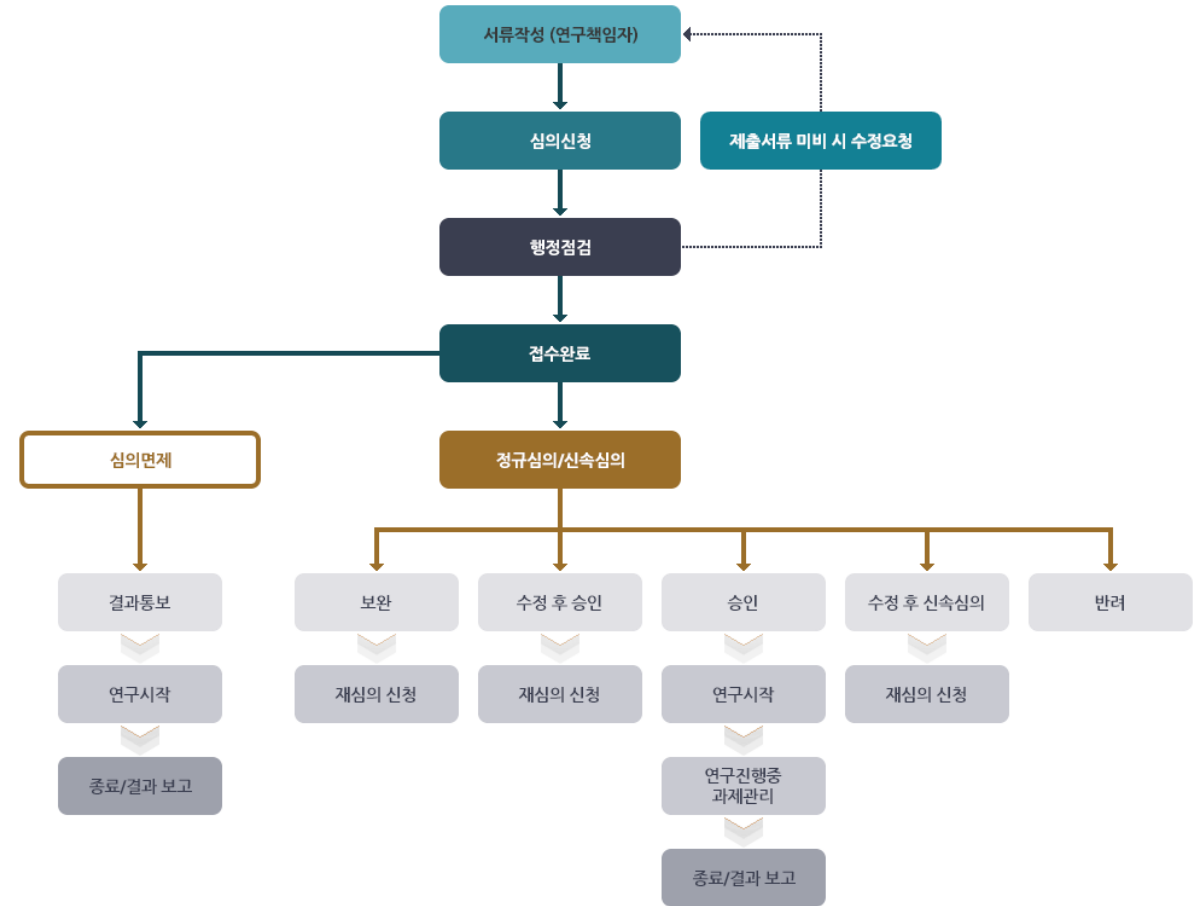 서류작성 (연구책임자)
심의신청
제출서류 미비 시 수정요청
행정점검
접수완료
심의면제
정규심의/신속심의
결과통보
보완
수정 후 승인
승인
수정 후 신속심의
반려
연구시작
재심의 신청
재심의 신청
연구시작
재심의 신청
종료/결과 보고
연구진행중
과제관리
종료/결과 보고